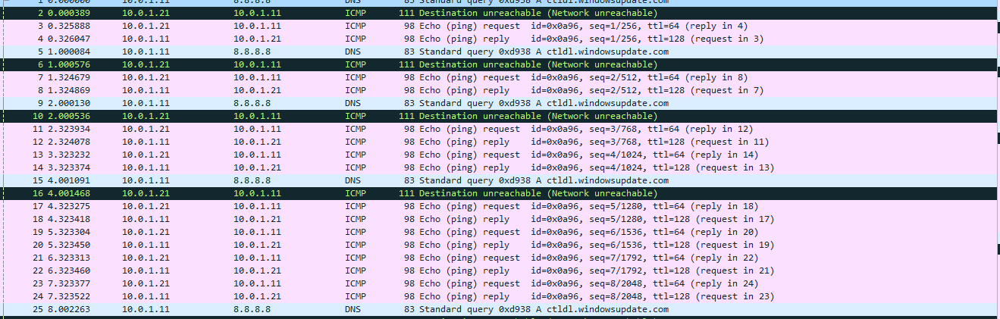 1 0.000000 10.0.1.11 8.8.8.8 DNS 83 Standard query 0xd938 A ctldl.windowsupdate.com
2 0.000389 10.0.1.21 10.0.1.11 ICMP 111 Destination unreachable (Network unreachable)
3 0.325888 10.0.1.21 10.0.1.11 ICMP 98 Echo (ping) request id=0x0a96, seq=1/256, ttl=64 (reply in 4)
4 0.326047 10.0.1.11 10.0.1.21 ICMP 98 Echo (ping) reply id=0x0a96, seq=1/256, ttl=128 (request in 3)
5 1.000084 10.0.1.11 8.8.8.8 DNS 83 Standard query 0xd938 A ctldl.windowsupdate.com
6 1.000576 10.0.1.21 10.0.1.11 ICMP 111 Destination unreachable (Network unreachable)
7 1.324679 10.0.1.21 10.0.1.11 ICMP 98 Echo (ping) request id=0x0a96, seq=2/512, ttl=64 (reply in 8)
8 1.324869 10.0.1.11 10.0.1.21 ICMP 98 Echo (ping) reply id=0x0a96, seq=2/512, ttl=128 (request in 7)
9 2.000130 10.0.1.11 8.8.8.8 DNS 83 Standard query 0xd938 A ctldl.windowsupdate.com
10 2.000536 10.0.1.21 10.0.1.11 ICMP 111 Destination unreachable (Network unreachable)
11 2.323934 10.0.1.21 10.0.1.11 ICMP 98 Echo (ping) request id=0x0a96, seq=3/768, ttl=64 (reply in 12)
12 2.324078 10.0.1.11 10.0.1.21 ICMP 98 Echo (ping) reply id=0x0a96, seq=3/768, ttl=128 (request in 11)
13 3.323232 10.0.1.21 10.0.1.11 ICMP 98 Echo (ping) request id=0x0a96, seq=4/1024, ttl=64 (reply in 14)
14 3.323374 10.0.1.11 10.0.1.21 ICMP 98 Echo (ping) reply id=0x0a96, seq=4/1024, ttl=128 (request in 13)
15 4.001091 10.0.1.11 8.8.8.8 DNS 83 Standard query 0xd938 A ctldl.windowsupdate.com
16 4.001468 10.0.1.21 10.0.1.11 ICMP 111 Destination unreachable (Network unreachable)
17 4.323275 10.0.1.21 10.0.1.11 ICMP 98 Echo (ping) request id=0x0a96, seq=5/1280, ttl=64 (reply in 18)
18 4.323418 10.0.1.11 10.0.1.21 ICMP 98 Echo (ping) reply id=0x0a96, seq=5/1280, ttl=128 (request in 17)
19 5.323304 10.0.1.21 10.0.1.11 ICMP 98 Echo (ping) request id=0x0a96, seq=6/1536, ttl=64 (reply in 20)
20 5.323450 10.0.1.11 10.0.1.21 ICMP 98 Echo (ping) reply id=0x0a96, seq=6/1536, ttl=128 (request in 19)
21 6.323313 10.0.1.21 10.0.1.11 ICMP 98 Echo (ping) request id=0x0a96, seq=7/1792, ttl=64 (reply in 22)
22 6.323460 10.0.1.11 10.0.1.21 ICMP 98 Echo (ping) reply id=0x0a96, seq=7/1792, ttl=128 (request in 21)
23 7.323377 10.0.1.21 10.0.1.11 ICMP 98 Echo (ping) request id=0x0a96, seq=8/2048, ttl=64 (reply in 24)
24 7.323522 10.0.1.11 10.0.1.21 ICMP 98 Echo (ping) reply id=0x0a96, seq=8/2048, ttl=128 (request in 23)
25 8.002263 10.0.1.11 8.8.8.8 DNS 83 Standard query 0xd938 A ctldl.windowsupdate.com